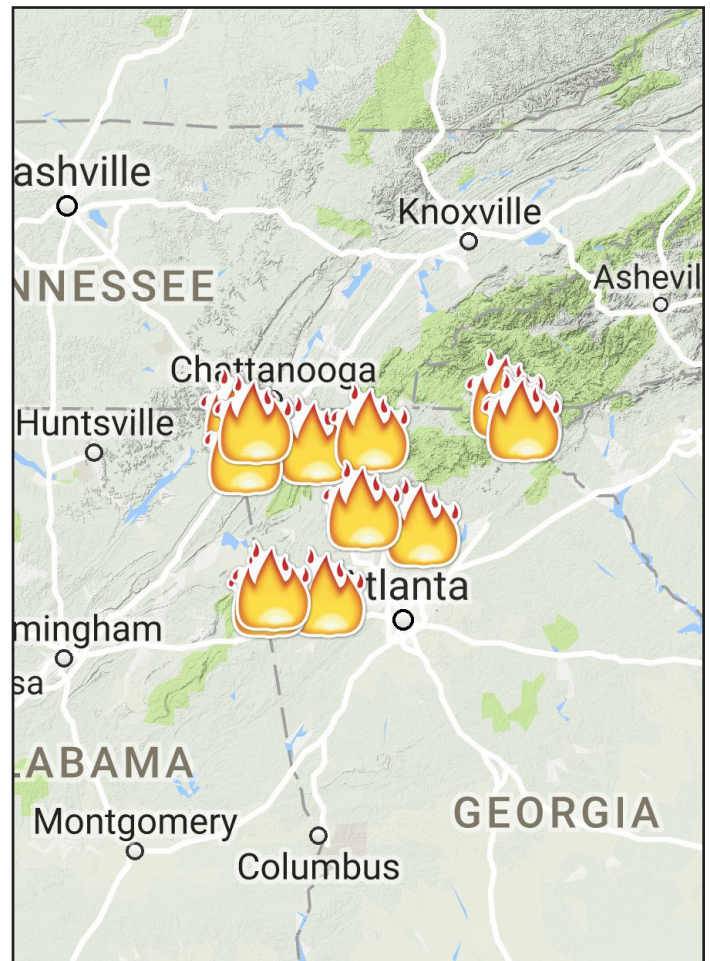 ashville
Knoxville
Ashevil
NNESSEE
Chattanooga
Huntsville
tlanta
mingham
sa
LABAMA
GEORGIA
Montgomery
Columbus